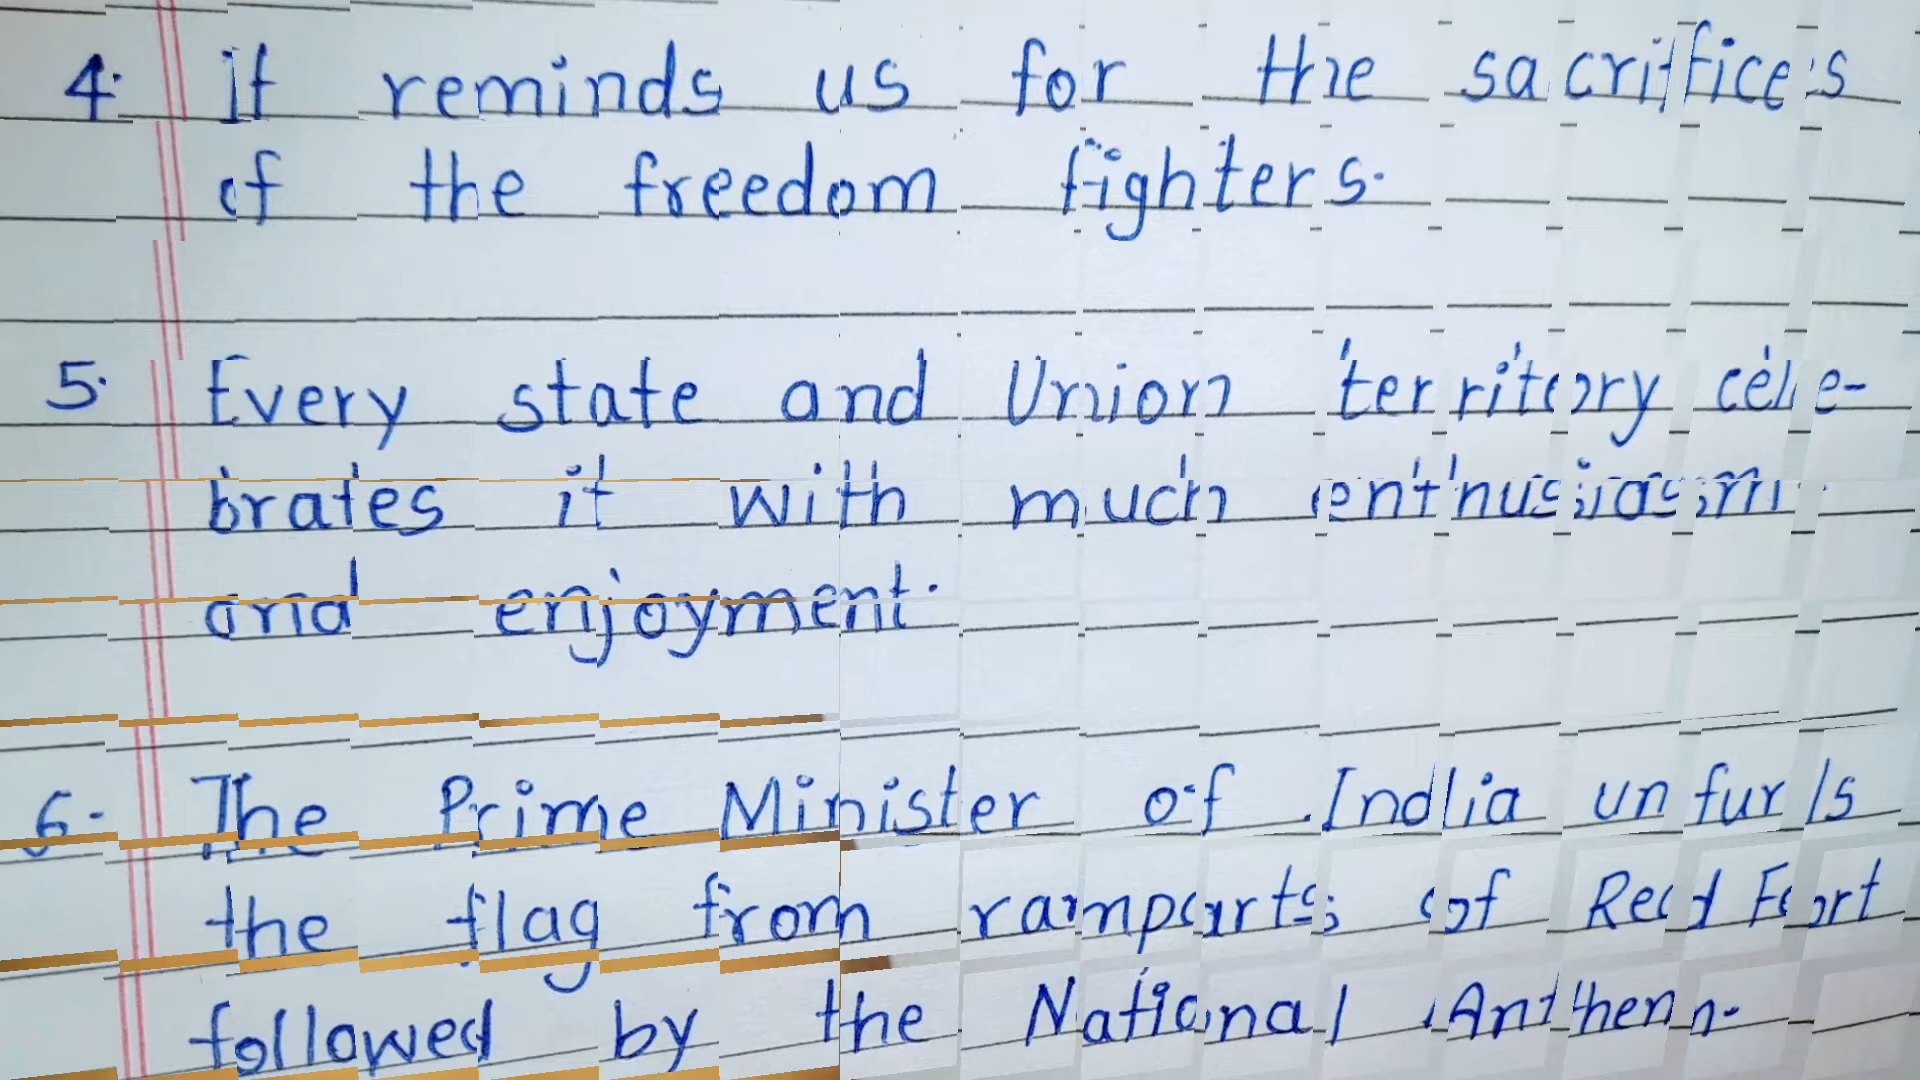 4. It reminds us for the sacrifices
of the freedom fighters.
5. Every state and Union territory cele-
brates it with much enthusiasm
and enjoyment.
6. The Prime Minister of India unfurls
the flag from ramparts of Red Fort
followed by the National Anthem.